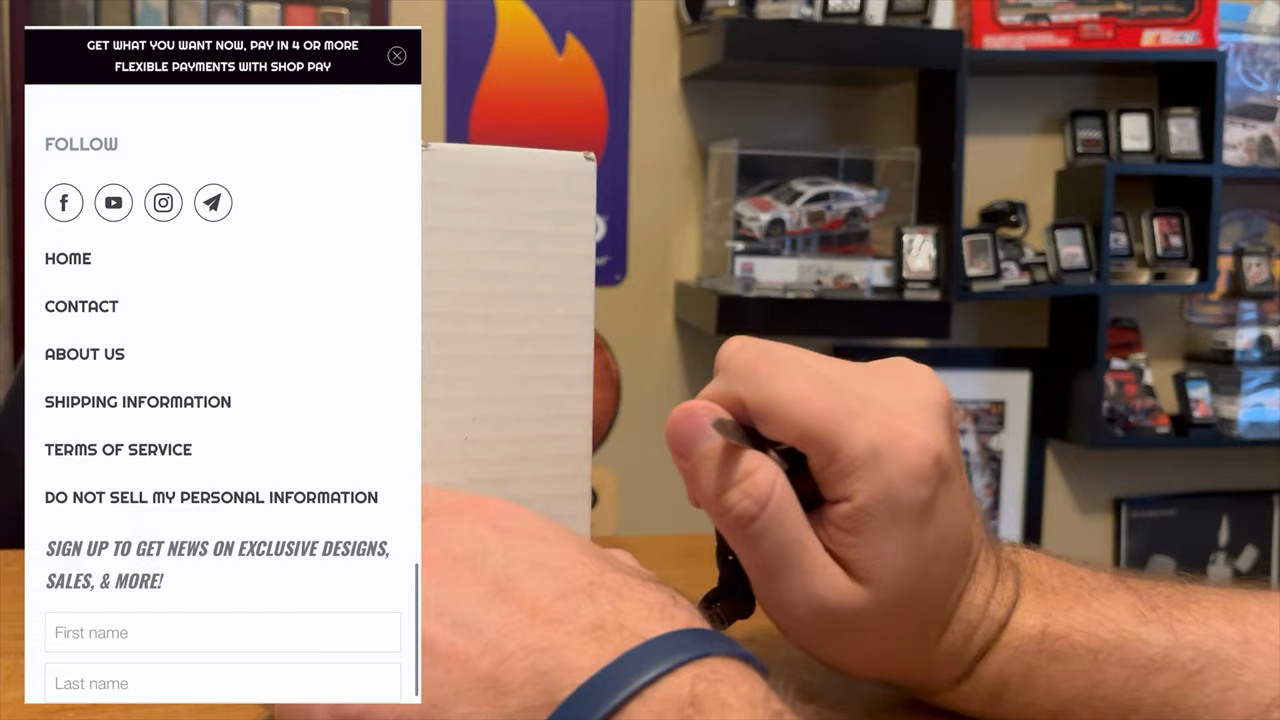 GET WHAT YOU WANT NOW, PAY IN 4 OR MORE
FLEXIBLE PAYMENTS WITH SHOP PAY
FOLLOW
HOME
CONTACT
ABOUT US
SHIPPING INFORMATION
TERMS OF SERVICE
DO NOT SELL MY PERSONAL INFORMATION
SIGN UP TO GET NEWS ON EXCLUSIVE DESIGNS,
SALES, & MORE!
First name
Last name